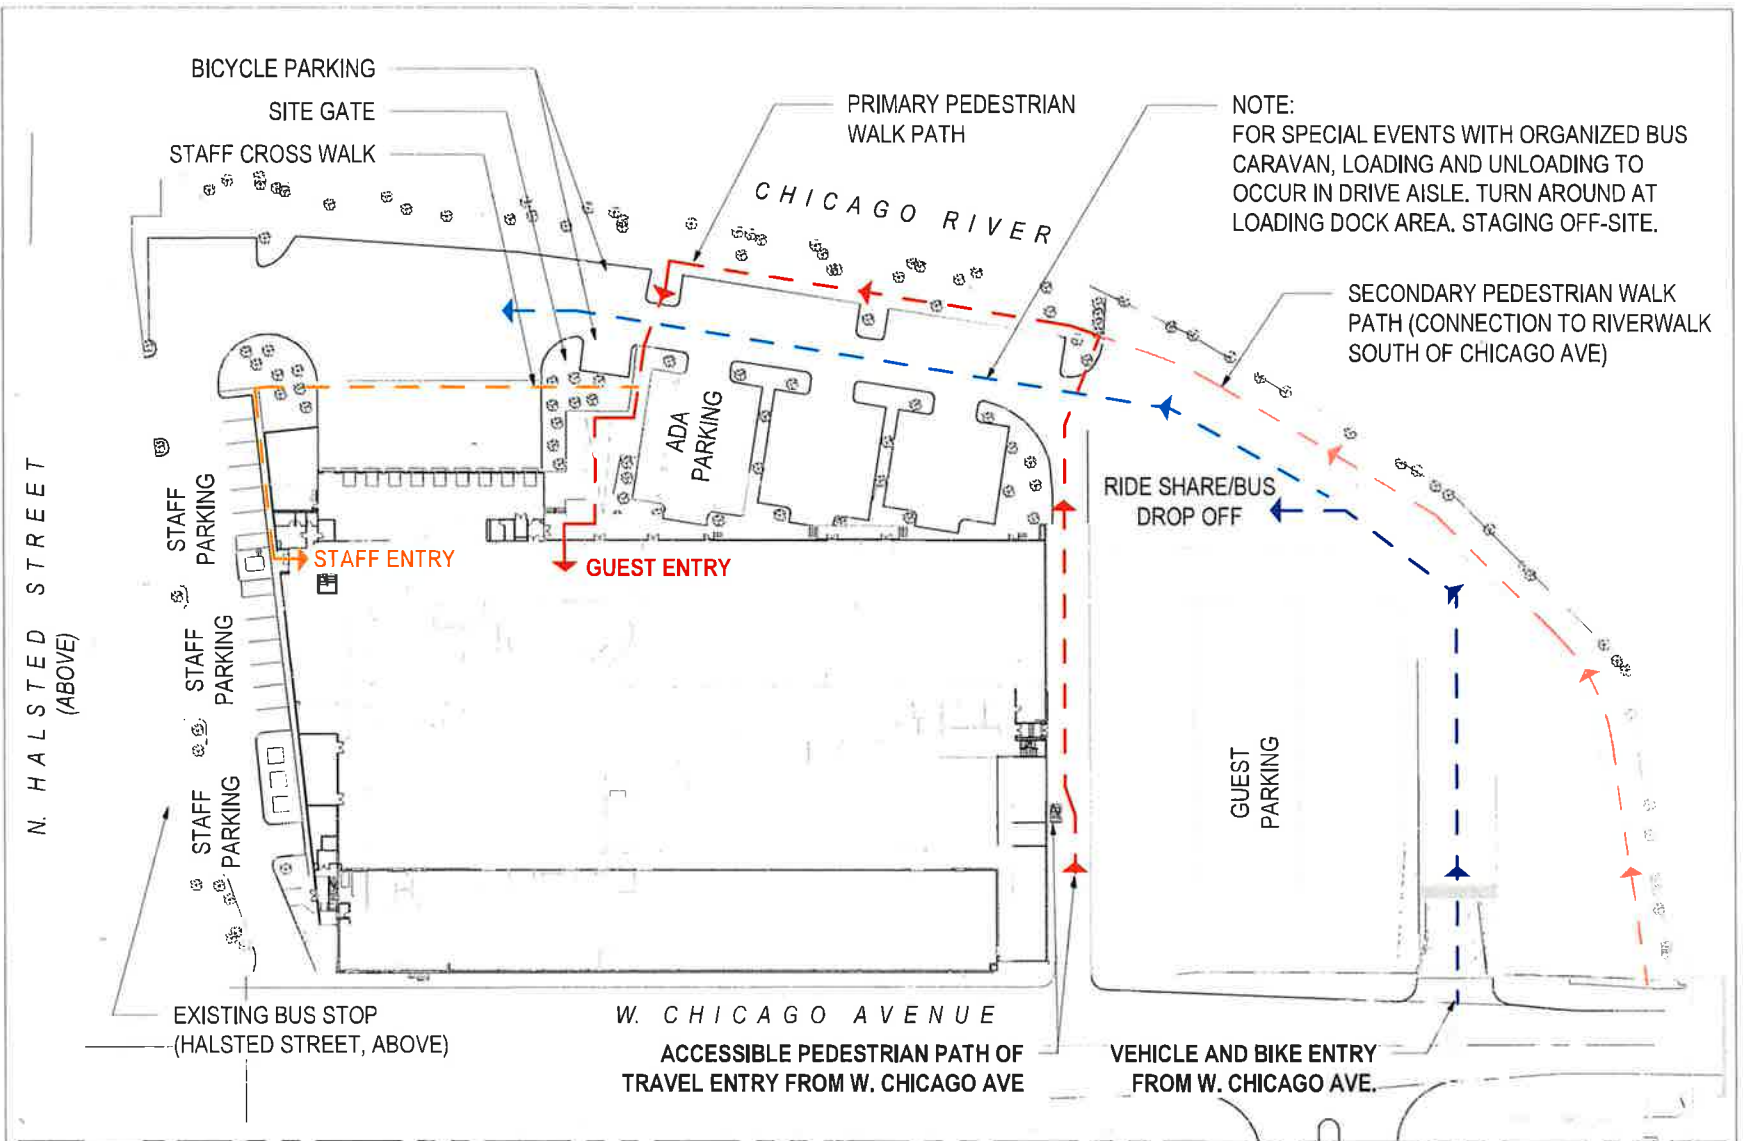 BICYCLE PARKING
SITE GATE
STAFF CROSS WALK
PRIMARY PEDESTRIAN
WALK PATH
NOTE:
FOR SPECIAL EVENTS WITH ORGANIZED BUS
CARAVAN, LOADING AND UNLOADING TO
OCCUR IN DRIVE AISLE. TURN AROUND AT
LOADING DOCK AREA. STAGING OFF-SITE.
CHICAGO RIVER
SECONDARY PEDESTRIAN WALK
PATH (CONNECTION TO RIVERWALK
SOUTH OF CHICAGO AVE)
ADA
PARKING
RIDE SHARE/BUS
DROP OFF
N. HALSTED STREET
(ABOVE)
STAFF
PARKING
STAFF ENTRY
GUEST ENTRY
STAFF
PARKING
STAFF
PARKING
GUEST
PARKING
EXISTING BUS STOP
(HALSTED STREET, ABOVE)
W. CHICAGO AVENUE
ACCESSIBLE PEDESTRIAN PATH OF
TRAVEL ENTRY FROM W. CHICAGO AVE
VEHICLE AND BIKE ENTRY
FROM W. CHICAGO AVE.